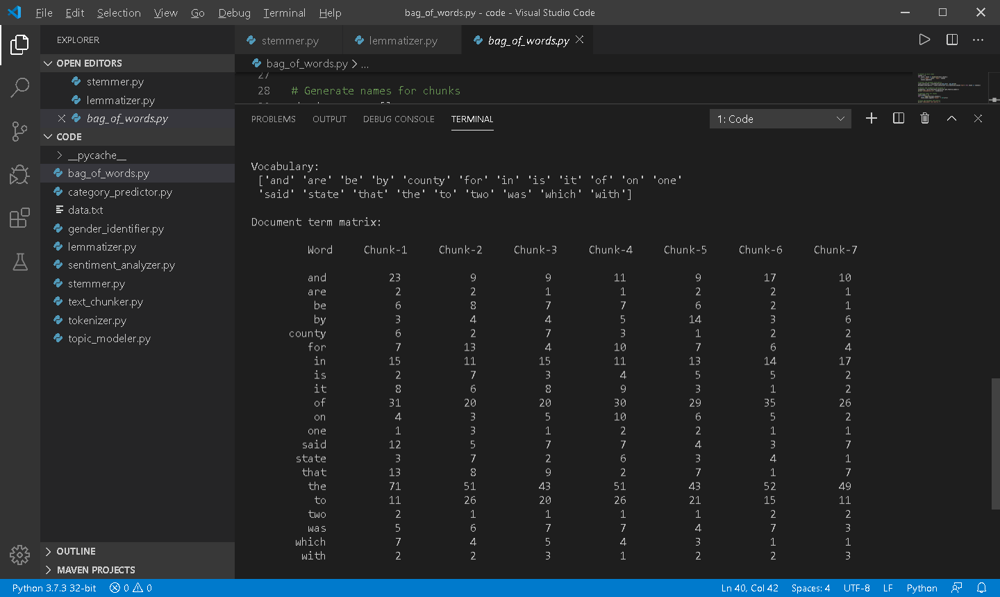 File Edit Selection View Go Debug Terminal Help bag_of_words.py - code - Visual Studio Code
EXPLORER
OPEN EDITORS
stemmer.py
lemmatizer.py
bag_of_words.py
CODE
__pycache__
bag_of_words.py
category_predictor.py
data.txt
gender_identifier.py
lemmatizer.py
sentiment_analyzer.py
stemmer.py
text_chunker.py
tokenizer.py
topic_modeler.py
OUTLINE
MAVEN PROJECTS
stemmer.py lemmatizer.py bag_of_words.py
bag_of_words.py > ...
27
28 # Generate names for chunks
PROBLEMS OUTPUT DEBUG CONSOLE TERMINAL 1: Code
Vocabulary:
['and' 'are' 'be' 'by' 'county' 'for' 'in' 'is' 'it' 'of' 'on' 'one'
'said' 'state' 'that' 'the' 'to' 'two' 'was' 'which' 'with']
Document term matrix:
Word Chunk-1 Chunk-2 Chunk-3 Chunk-4 Chunk-5 Chunk-6 Chunk-7
and 23 9 9 11 9 17 10
are 2 2 1 1 2 2 1
be 6 8 7 7 6 2 1
by 3 4 4 5 14 3 6
county 6 2 7 3 1 2 2
for 7 13 4 10 7 6 4
in 15 11 15 11 13 14 17
is 2 7 3 4 5 5 2
it 8 6 8 9 3 1 2
of 31 20 20 30 29 35 26
on 4 3 5 10 6 5 2
one 1 3 1 2 2 1 1
said 12 5 7 7 4 3 7
state 3 7 2 6 3 4 1
that 13 8 9 2 7 1 7
the 71 51 43 51 43 52 49
to 11 26 20 26 21 15 11
two 2 1 1 1 1 2 2
was 5 6 7 7 4 7 3
which 7 4 5 4 3 1 1
with 2 2 3 1 2 2 3
Python 3.7.3 32-bit 0 0 Ln 40, Col 42 Spaces: 4 UTF-8 LF Python